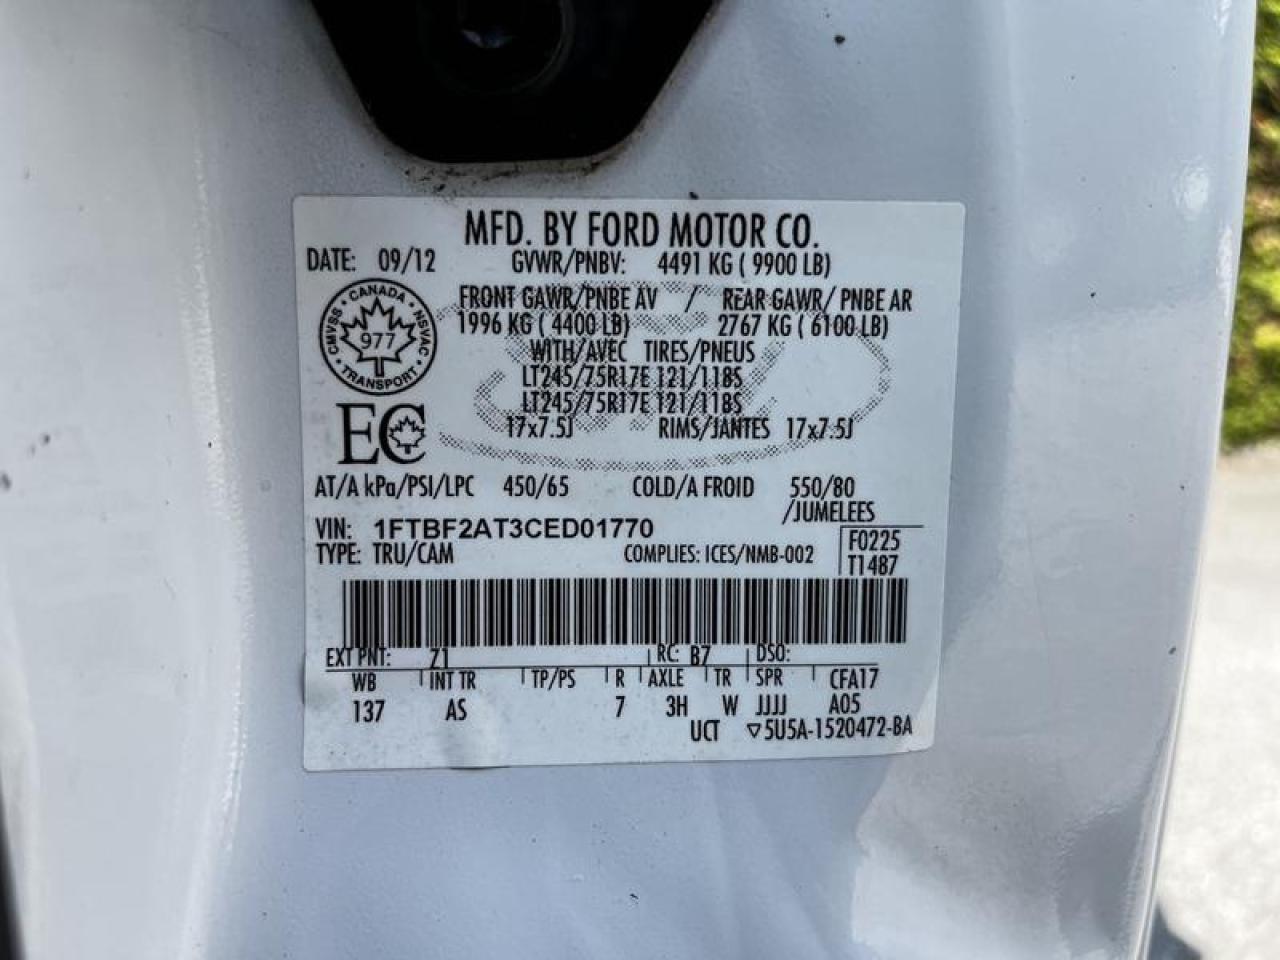 MFD. BY FORD MOTOR CO.
DATE: 09/12 GVWR/PNBV: 4491 KG ( 9900 LB)
FRONT GAWR/PNBE AV / REAR GAWR/ PNBE AR
1996 KG ( 4400 LB) 2767 KG ( 6100 LB)
WITH/AVEC TIRES/PNEUS
LT245/75R17E 121/118S
LT245/75R17E 121/118S
17x7.5J RIMS/JANTES 17x7.5J
CANADA
CMVSS 977 NSVAC
TRANSPORT
EC
AT/A kPa/PSI/LPC 450/65 COLD/A FROID 550/80
/JUMELEES
VIN: 1FTBF2AT3CED01770
TYPE: TRU/CAM COMPLIES: ICES/NMB-002
F0225
T1487
EXT PNT: Z1 RC: B7 DSO:
WB INT TR TP/PS R AXLE TR SPR CFA17
137 AS 7 3H W JJJJ A05
UCT ▽5U5A-1520472-BA